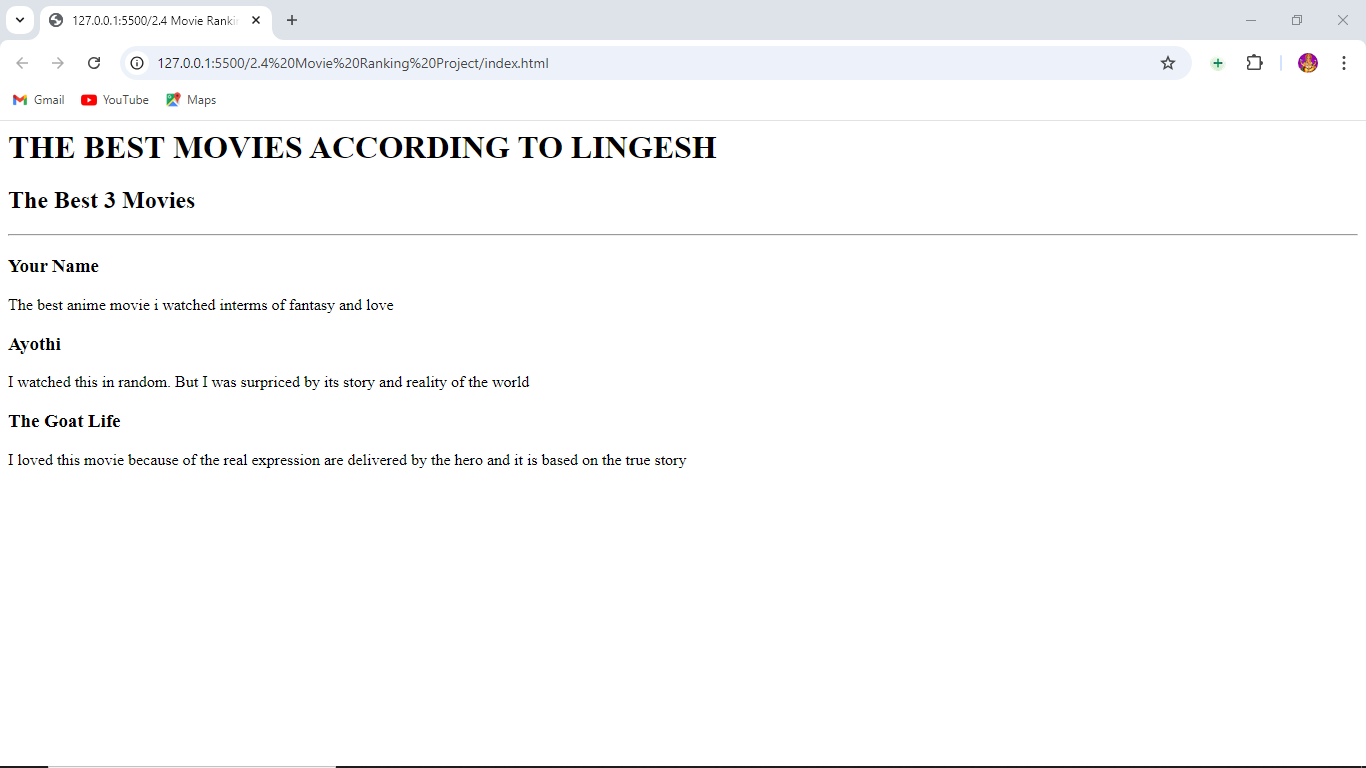 127.0.0.1:5500/2.4 Movie Ranki
127.0.0.1:5500/2.4%20Movie%20Ranking%20Project/index.html
Gmail YouTube Maps
THE BEST MOVIES ACCORDING TO LINGESH
The Best 3 Movies
Your Name
The best anime movie i watched interms of fantasy and love
Ayothi
I watched this in random. But I was surpriced by its story and reality of the world
The Goat Life
I loved this movie because of the real expression are delivered by the hero and it is based on the true story